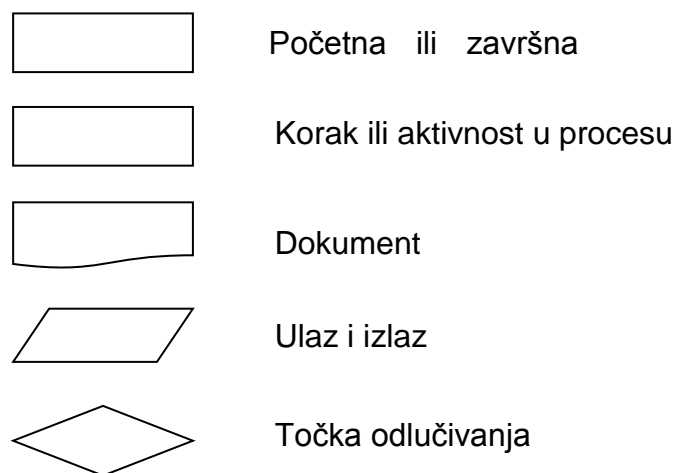 Početna ili završna
Korak ili aktivnost u procesu
Dokument
Ulaz i izlaz
Točka odlučivanja